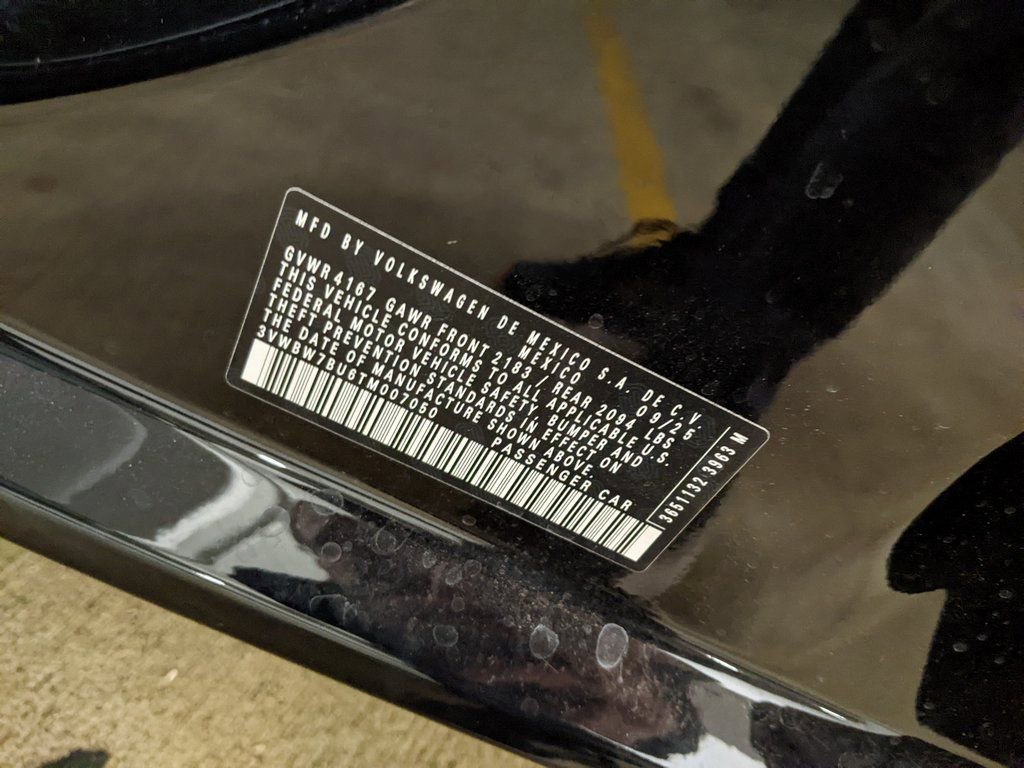 MFD BY VOLKSWAGEN DE MEXICO S.A. DE C.V.
MEXICO 09/25
GVWR 4167 GAWR FRONT 2183 / REAR 2094 LBS
THIS VEHICLE CONFORMS TO ALL APPLICABLE U.S.
FEDERAL MOTOR VEHICLE SAFETY, BUMPER AND
THEFT PREVENTION STANDARDS IN EFFECT ON
THE DATE OF MANUFACTURE SHOWN ABOVE.
3VWBW7BU6TM007050 PASSENGER CAR
3651132 3963 M